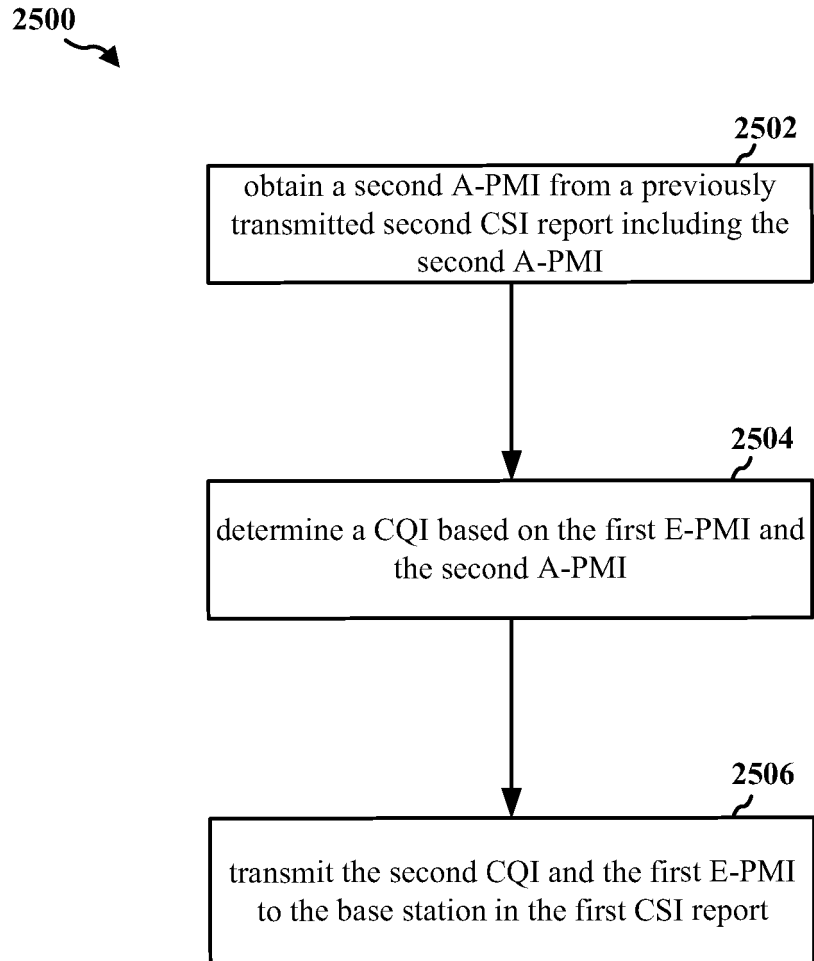 2500
2502
obtain a second A-PMI from a previously
transmitted second CSI report including the
second A-PMI
2504
determine a CQI based on the first E-PMI and
the second A-PMI
2506
transmit the second CQI and the first E-PMI
to the base station in the first CSI report